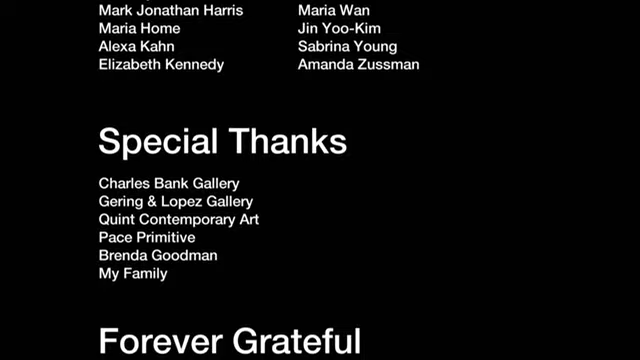 Mark Jonathan Harris Maria Wan
Maria Home Jin Yoo-Kim
Alexa Kahn Sabrina Young
Elizabeth Kennedy Amanda Zussman
Special Thanks
Charles Bank Gallery
Gering & Lopez Gallery
Quint Contemporary Art
Pace Primitive
Brenda Goodman
My Family
Forever Grateful